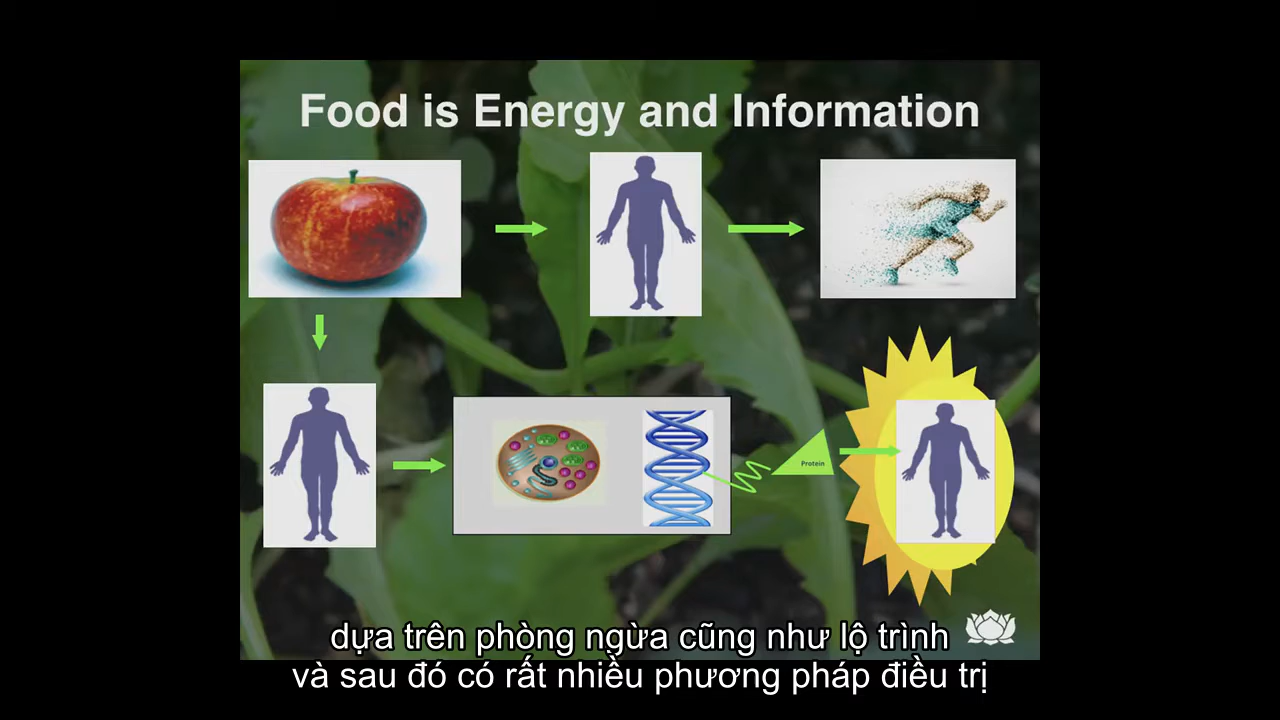 Food is Energy and Information
Protein
dựa trên phòng ngừa cũng như lộ trình
và sau đó có rất nhiều phương pháp điều trị